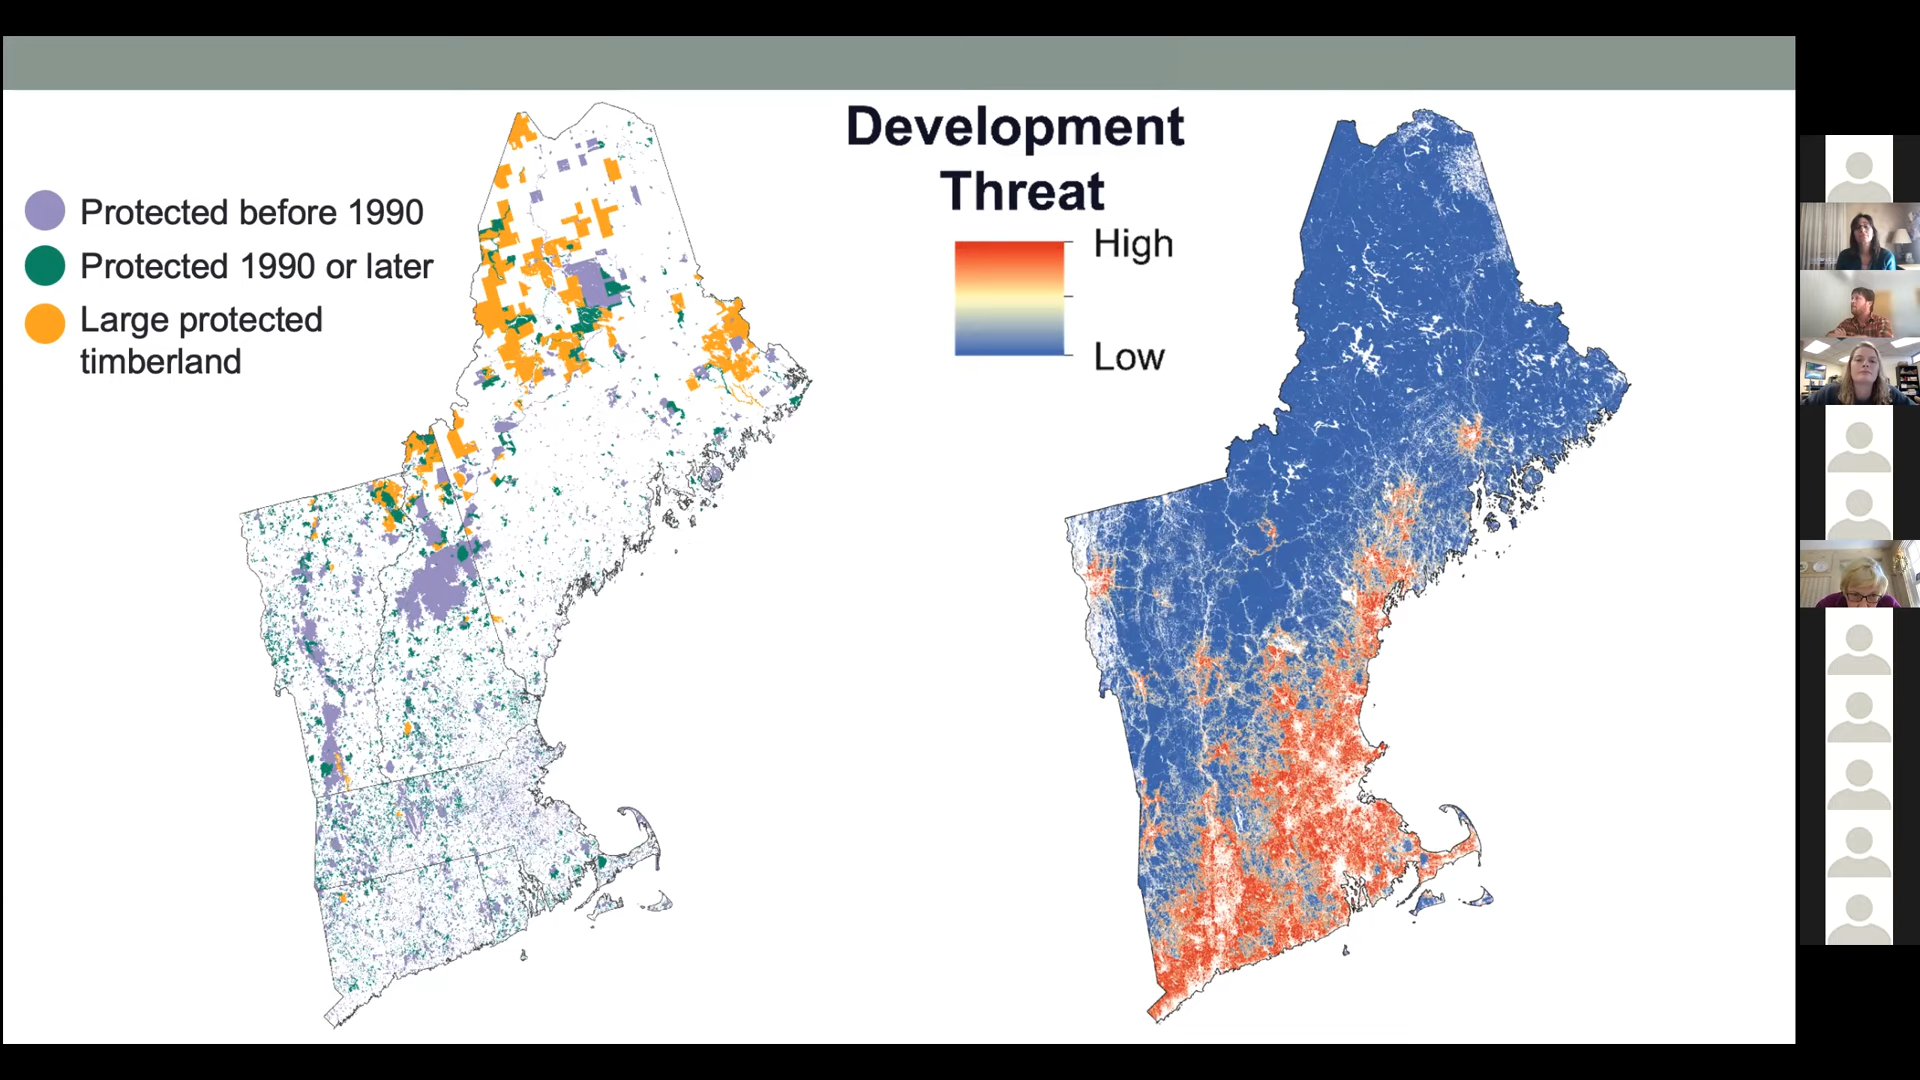 Protected before 1990
Protected 1990 or later
Large protected
timberland
Development
Threat
High
Low